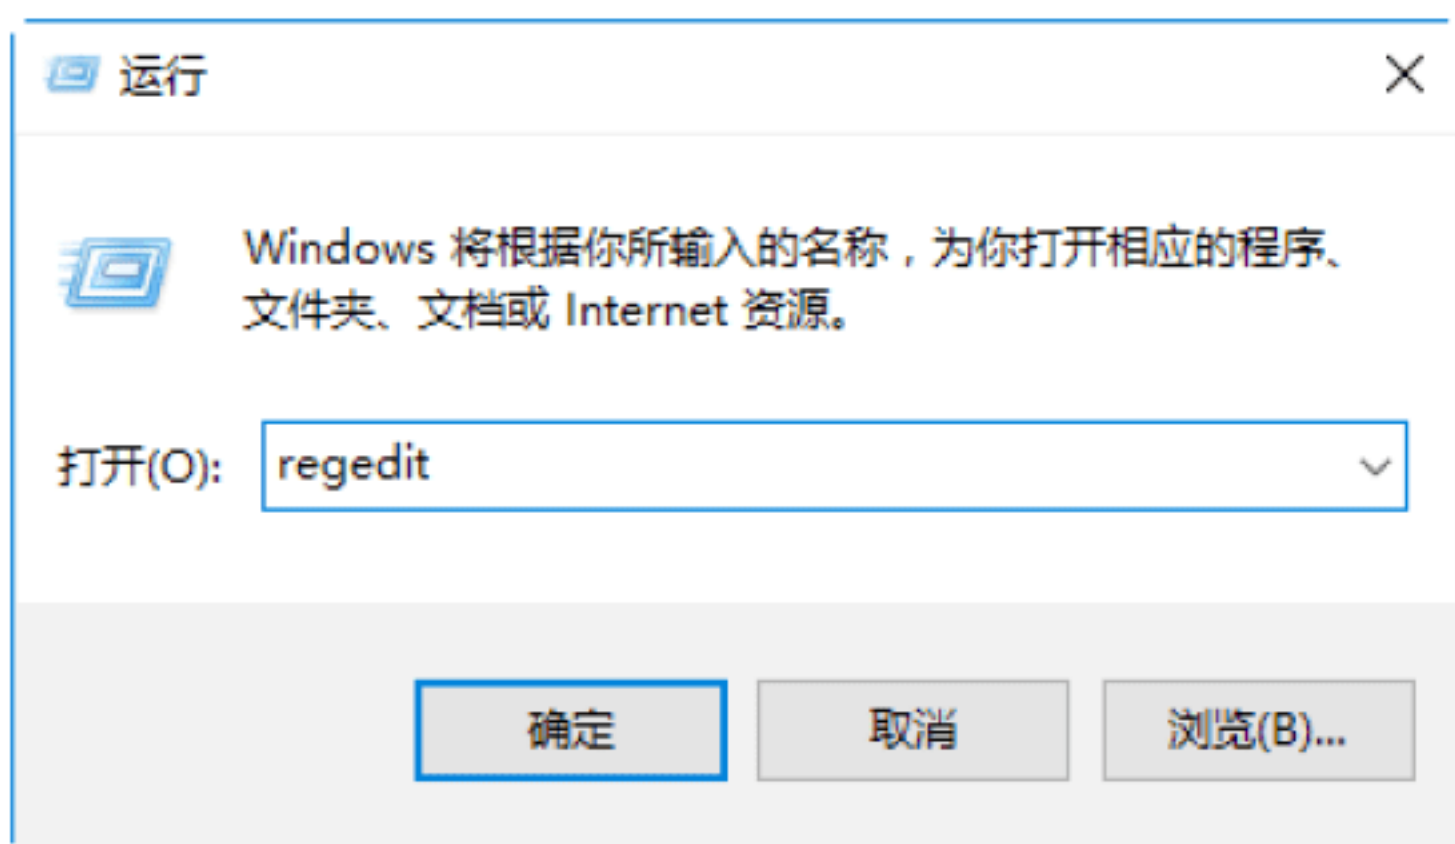 运行
Windows 将根据你所输入的名称，为你打开相应的程序、
文件夹、文档或 Internet 资源。
打开(O): regedit
确定 取消 浏览(B)...